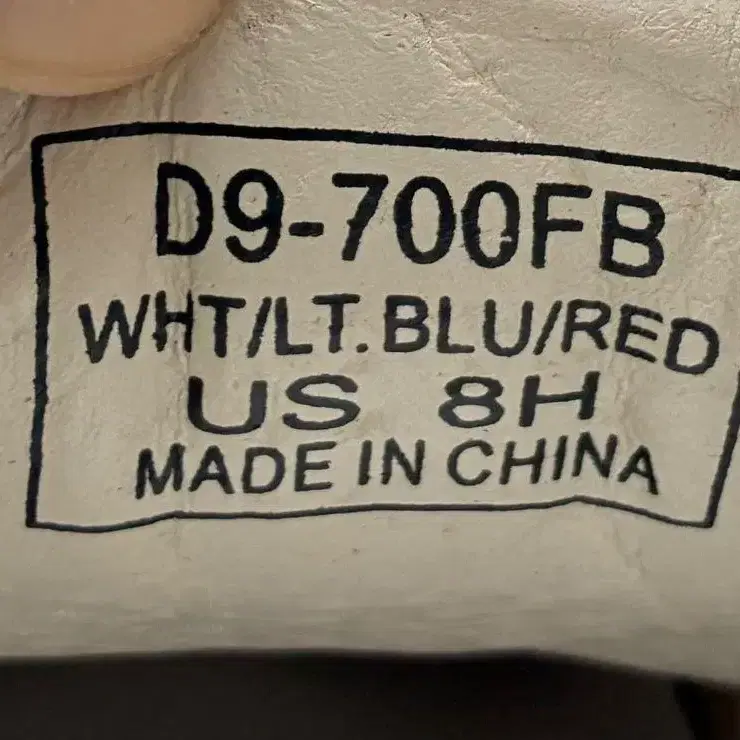 D9-700FB
WHT/LT.BLU/RED
US 8H
MADE IN CHINA